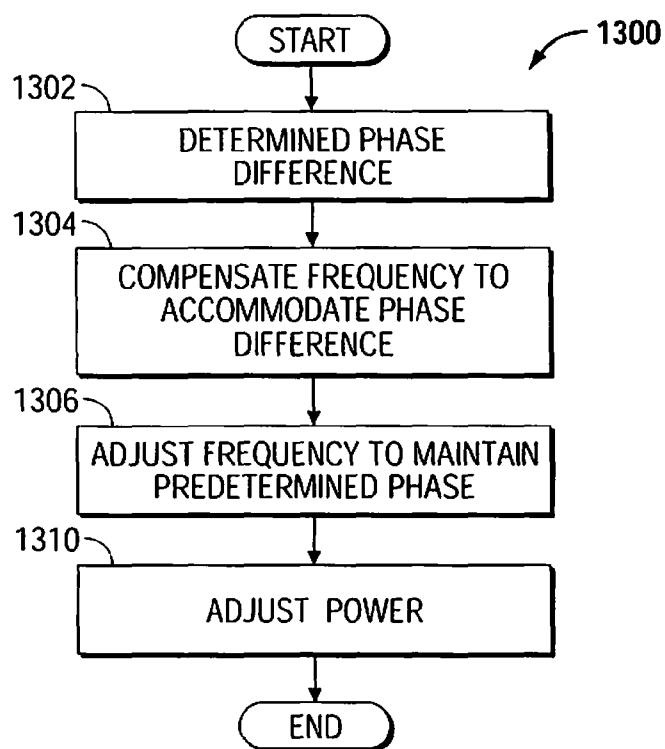 START
1300
1302
DETERMINED PHASE
DIFFERENCE
1304
COMPENSATE FREQUENCY TO
ACCOMMODATE PHASE
DIFFERENCE
1306
ADJUST FREQUENCY TO MAINTAIN
PREDETERMINED PHASE
1310
ADJUST POWER
END